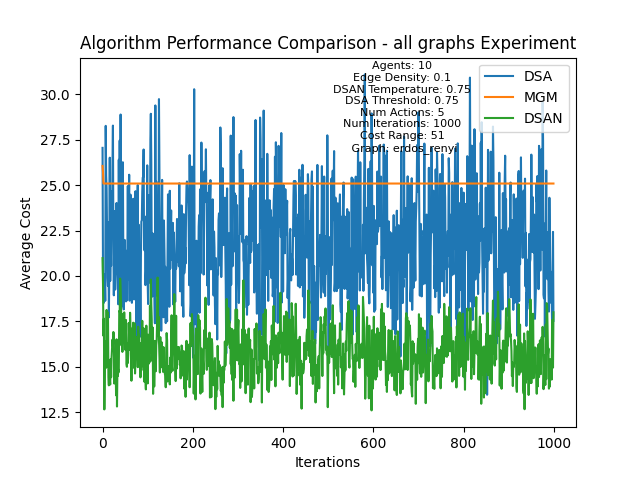 Algorithm Performance Comparison - all graphs Experiment
Agents: 10
Edge Density: 0.1
DSAN Temperature: 0.75
DSA Threshold: 0.75
Num Actions: 5
Num Iterations: 1000
Cost Range: 51
Graph: erdos_renyi
DSA
MGM
DSAN
Average Cost
30.0
27.5
25.0
22.5
20.0
17.5
15.0
12.5
0
200
400
600
800
1000
Iterations